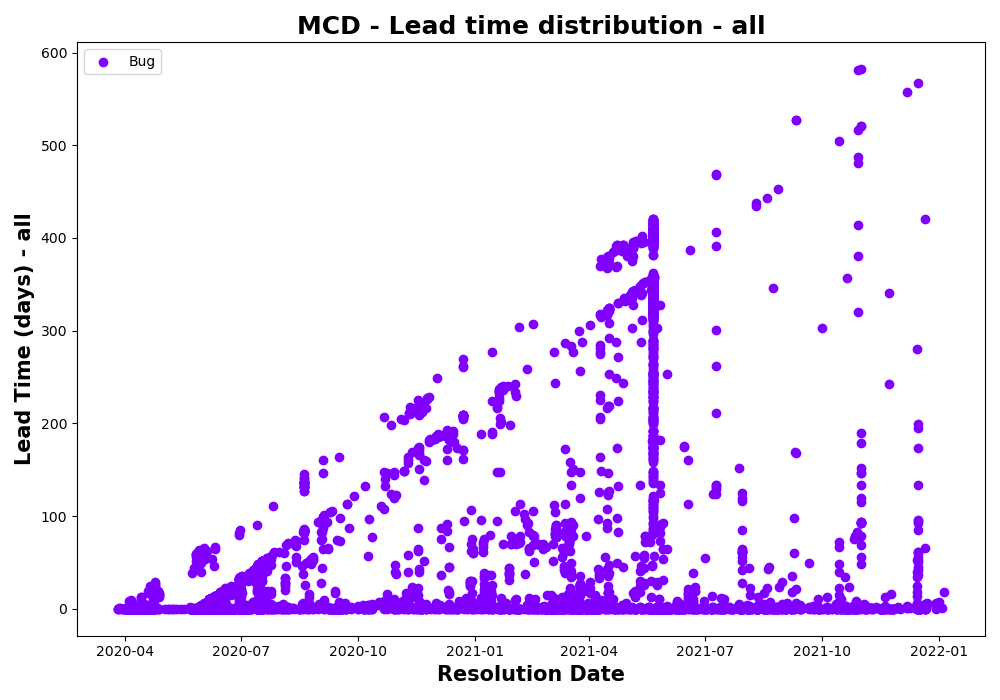 MCD - Lead time distribution - all
Bug
600
500
400
300
200
100
0
Lead Time (days) - all
2020-04 2020-07 2020-10 2021-01 2021-04 2021-07 2021-10 2022-01
Resolution Date